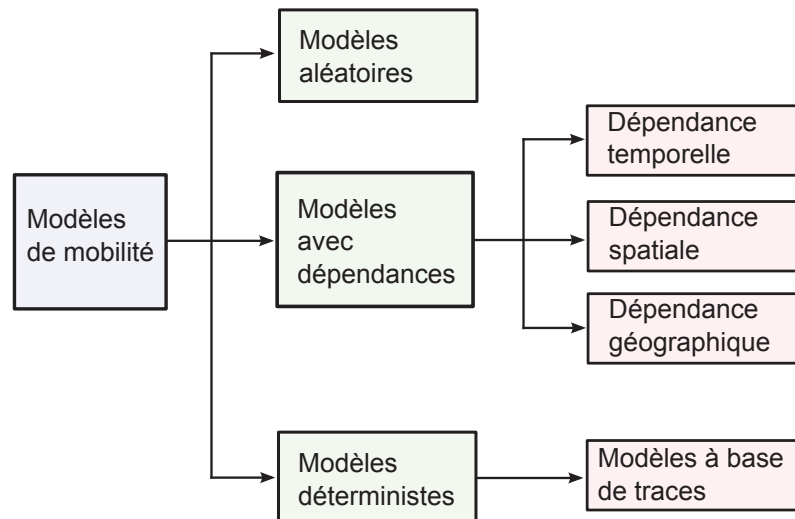 Modèles
aléatoires
Modèles
de mobilité
Modèles
avec
dépendances
Dépendance
temporelle
Dépendance
spatiale
Dépendance
géographique
Modèles
déterministes
Modèles à base
de traces